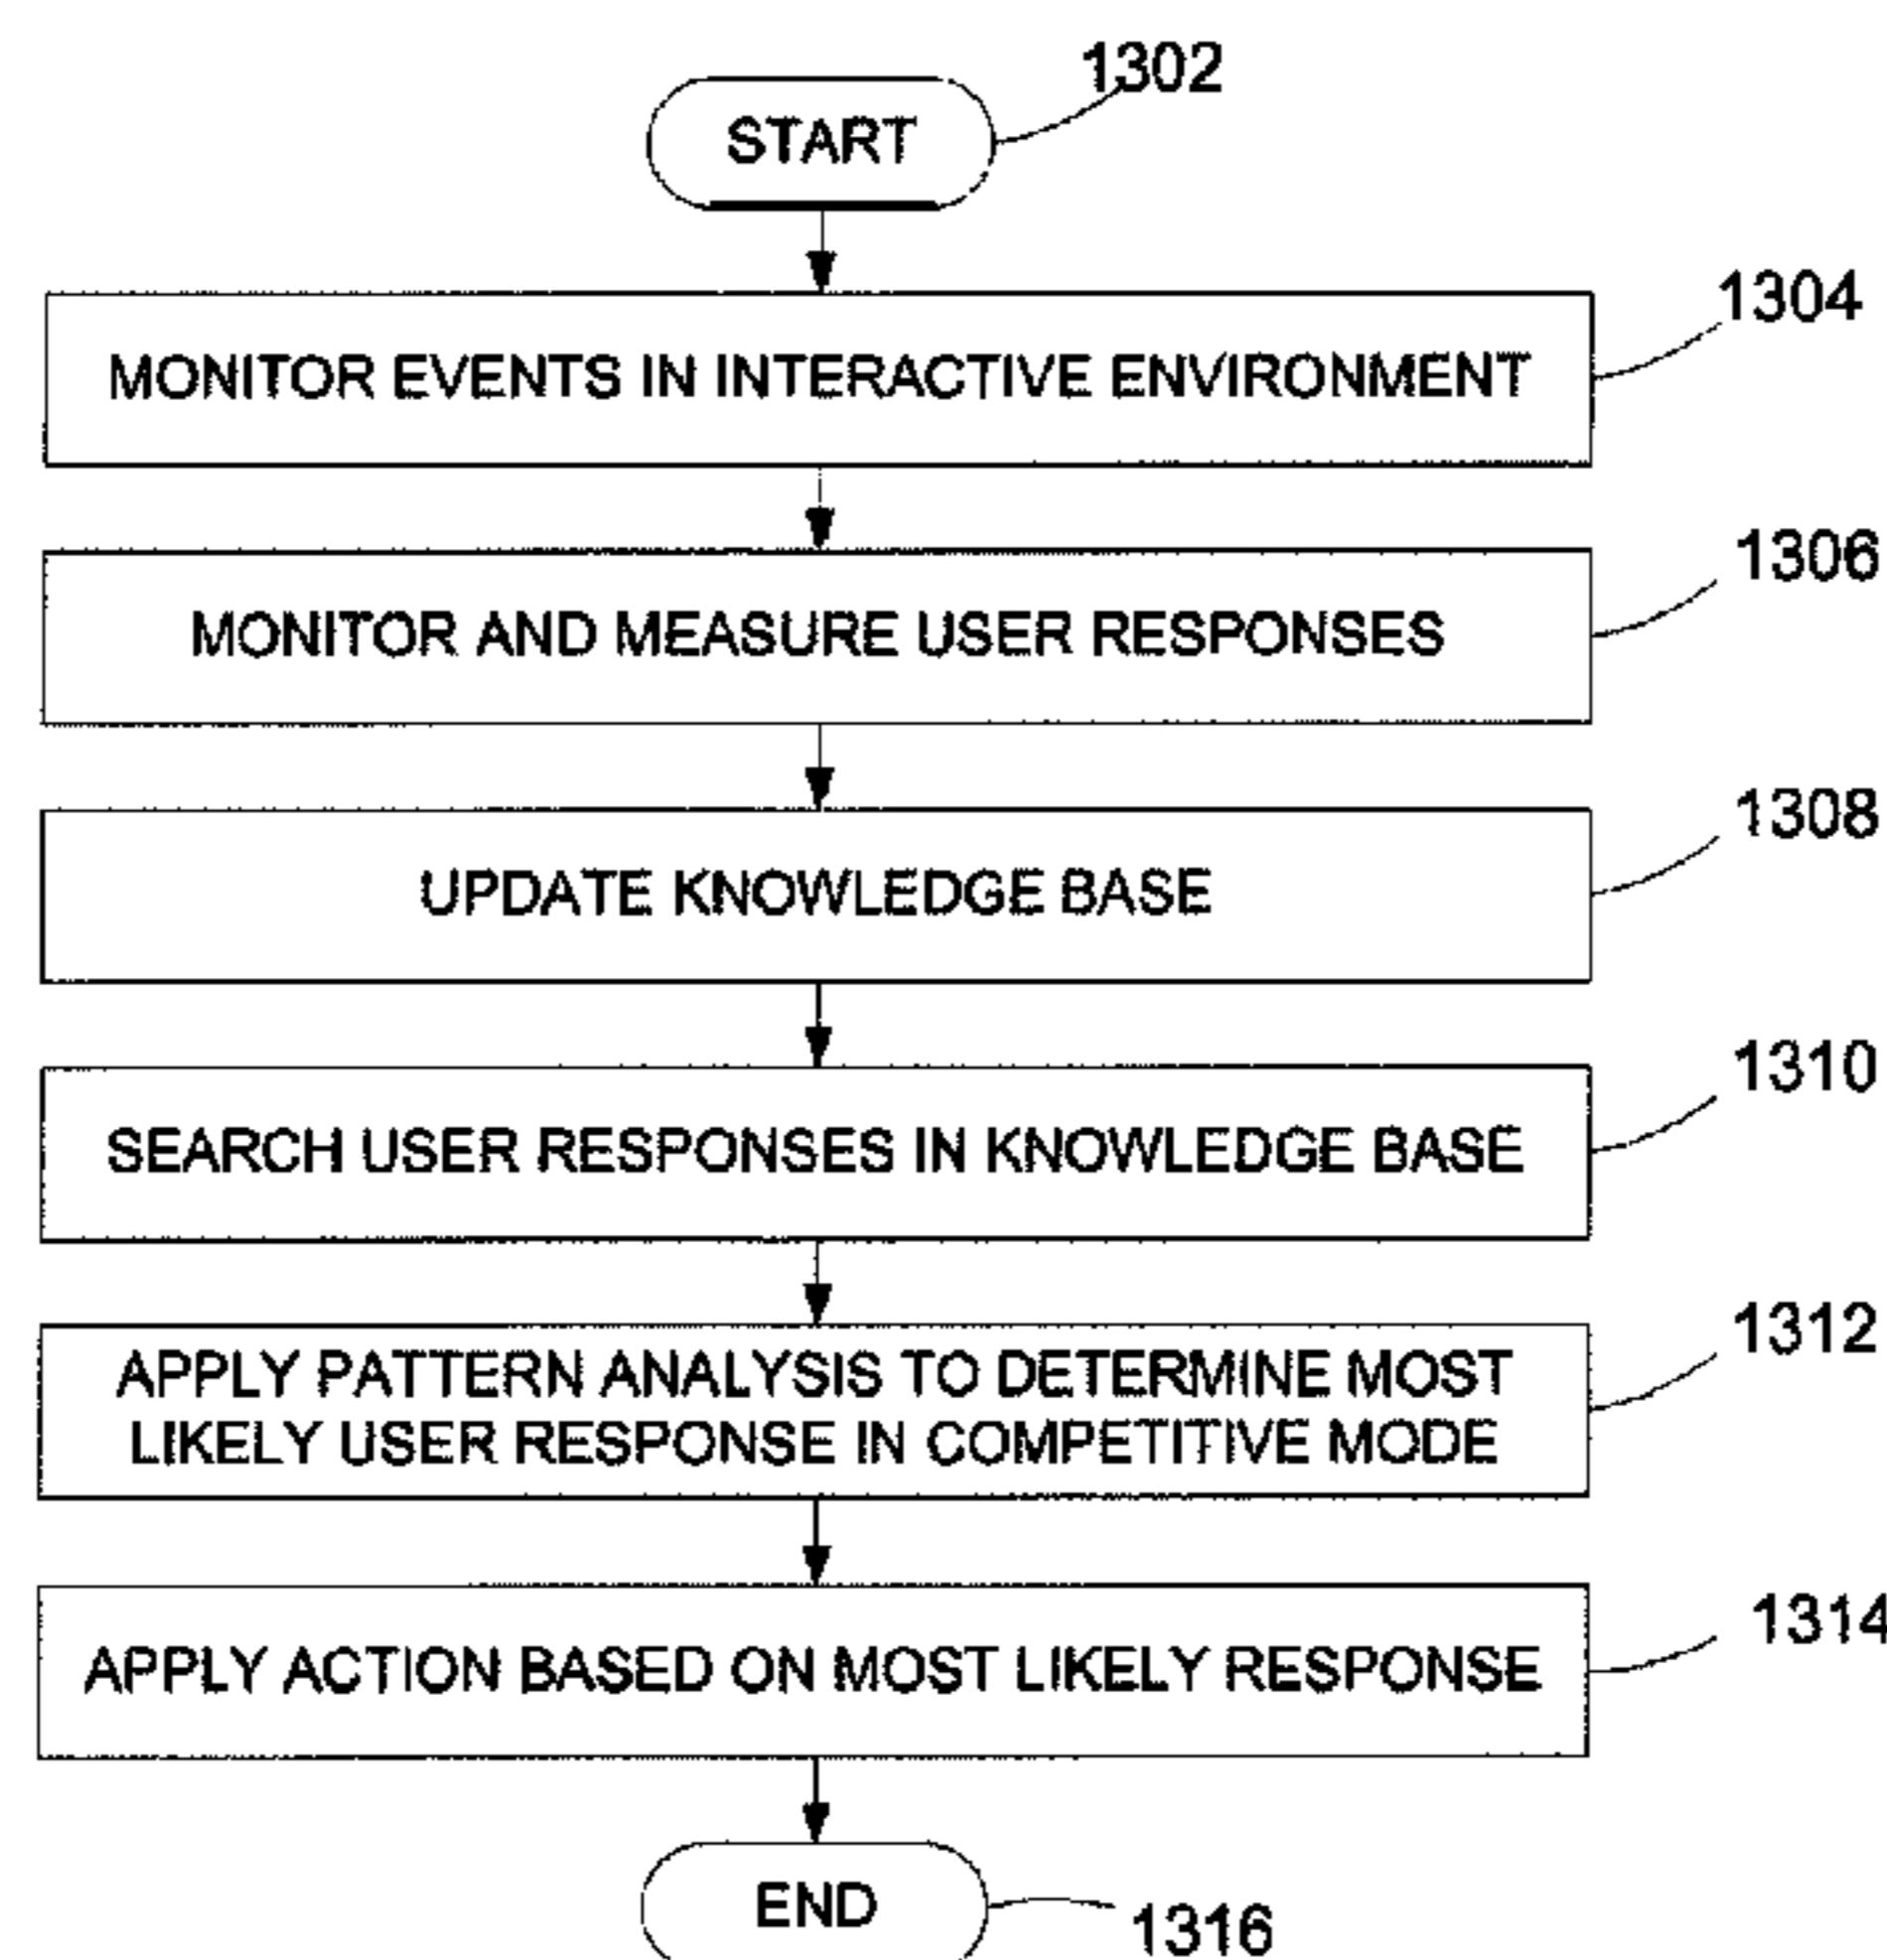 1302
START
1304
MONITOR EVENTS IN INTERACTIVE ENVIRONMENT
1306
MONITOR AND MEASURE USER RESPONSES
1308
UPDATE KNOWLEDGE BASE
1310
SEARCH USER RESPONSES IN KNOWLEDGE BASE
1312
APPLY PATTERN ANALYSIS TO DETERMINE MOST
LIKELY USER RESPONSE IN COMPETITIVE MODE
1314
APPLY ACTION BASED ON MOST LIKELY RESPONSE
END
1316